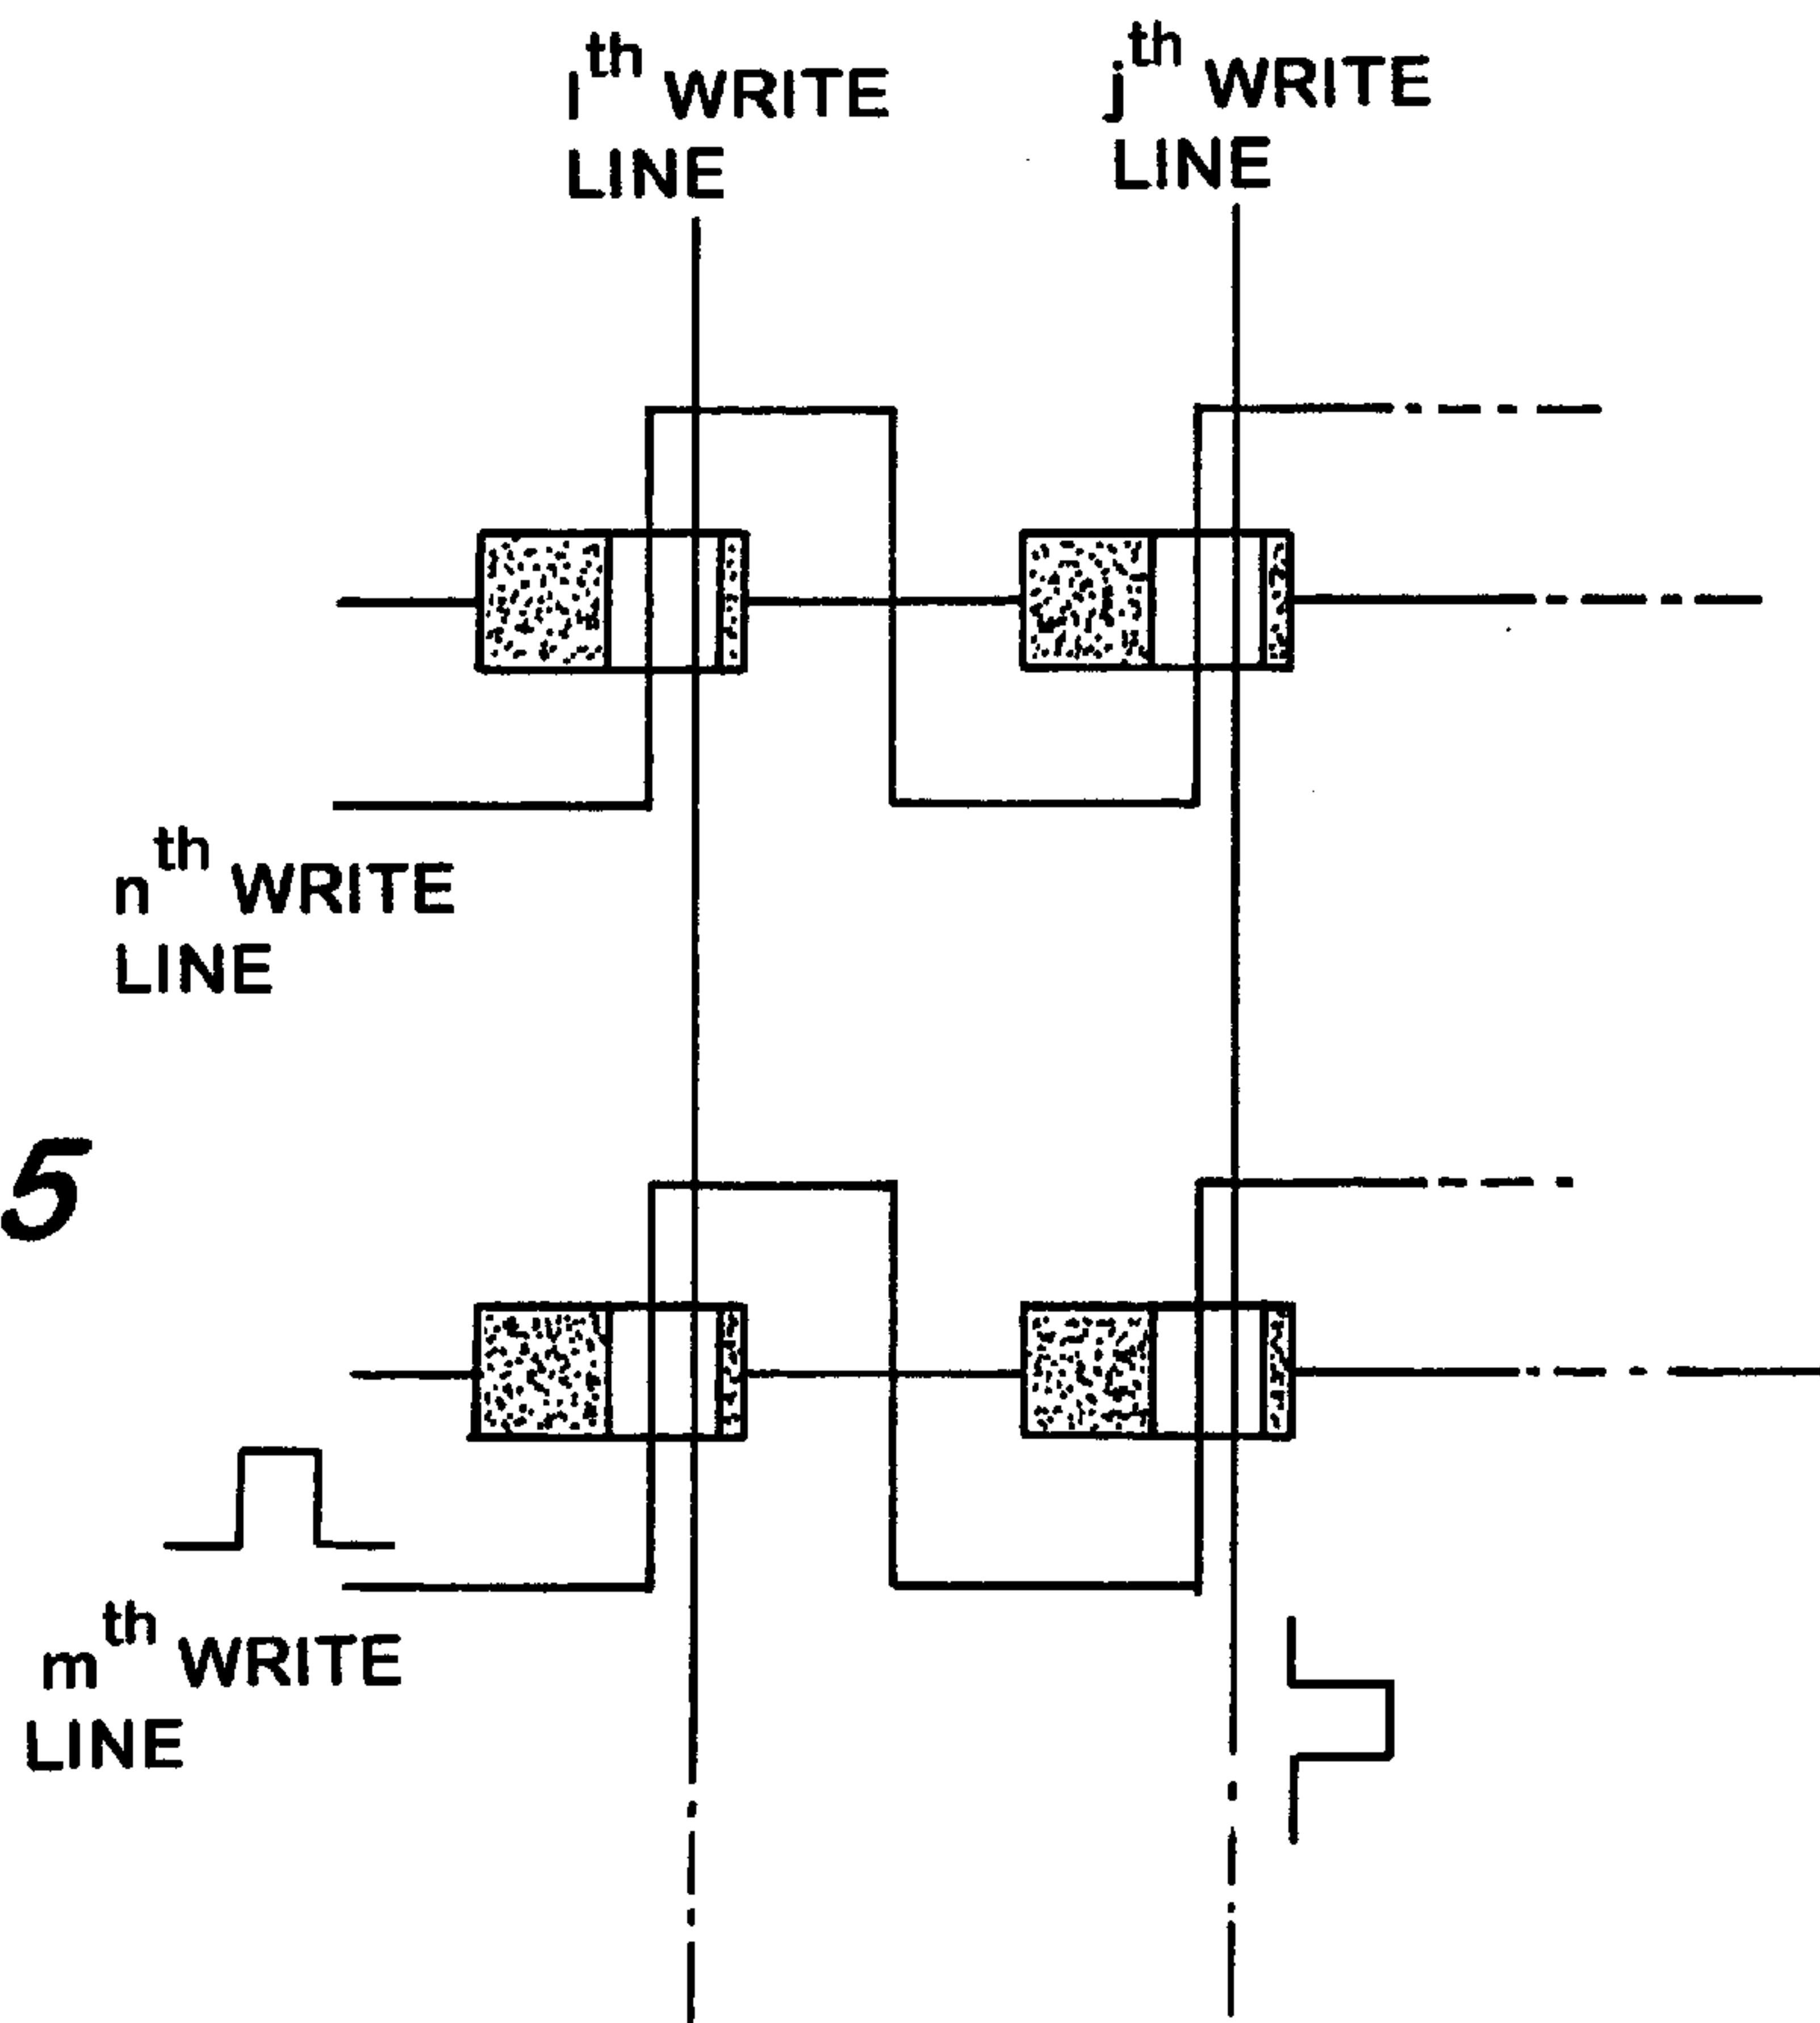 l^th WRITE
LINE
j^th WRITE
LINE
n^th WRITE
LINE
5
m^th WRITE
LINE